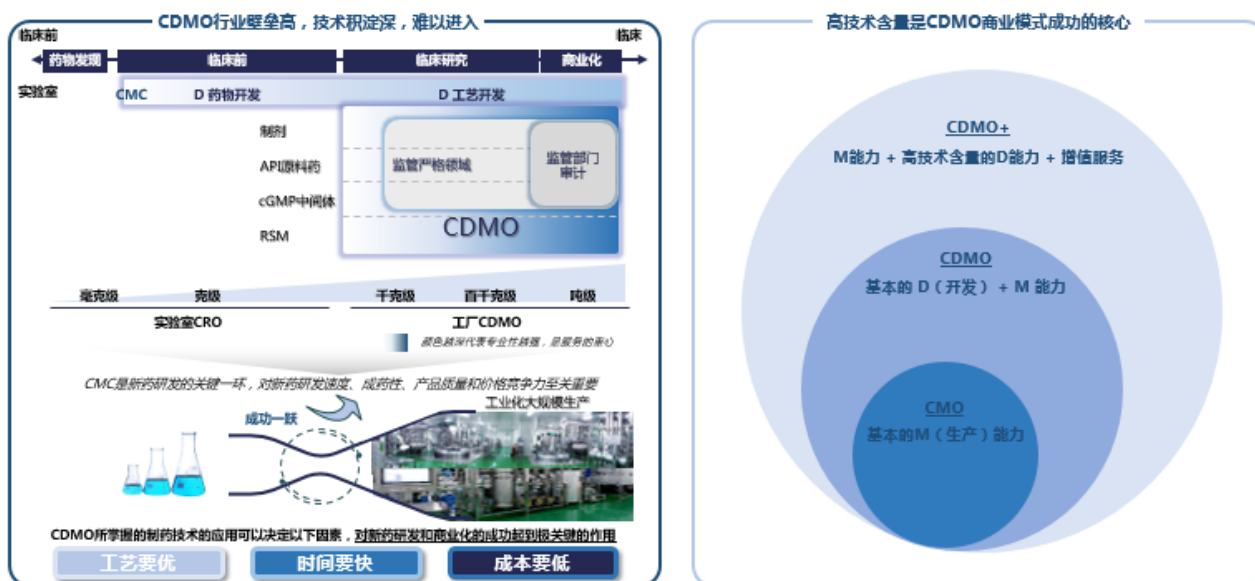 CDMO行业壁垒高，技术积淀深，难以进入
临床前
临床
药物发现
临床前
临床研究
商业化
实验室
CMC
D 药物开发
D 工艺开发
制剂
API原料药
cGMP中间体
RSM
监管严格领域
监管部门
审计
CDMO
毫克级
克级
千克级
百千克级
吨级
实验室CRO
工厂CDMO
颜色越深代表专业性越强，是服务的重心
CMC是新药研发的关键一环，对新药研发速度、成药性、产品质量和价格竞争力至关重要
成功一跃
工业化大规模生产
CDMO所掌握的制药技术的应用可以决定以下因素，对新药研发和商业化的成功起到极关键的作用
工艺要优
时间要快
成本要低
高技术含量是CDMO商业模式成功的核心
CDMO+
M能力 + 高技术含量的D能力 + 增值服务
CDMO
基本的 D（开发） + M 能力
CMO
基本的M（生产）能力